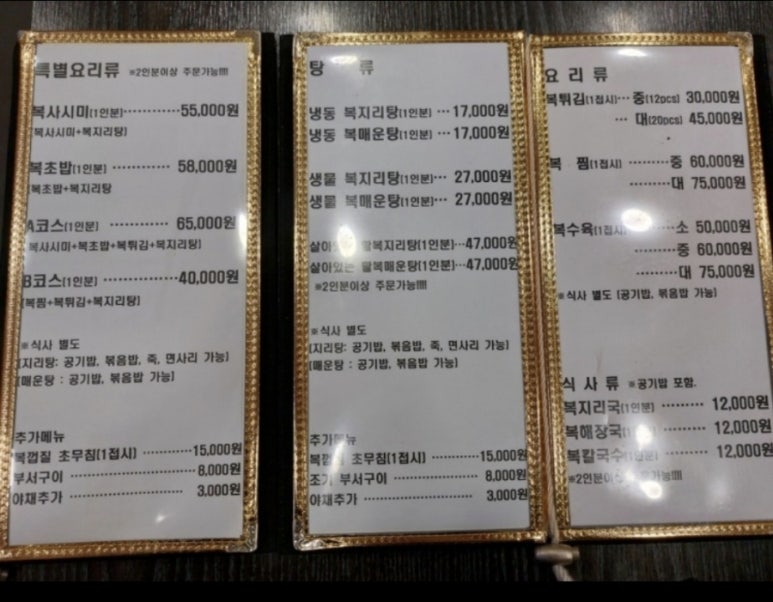 특별요리류 ※2인분이상 주문가능!!!!
복사시미(1인분)············55,000원
(복사시미+복지리탕)
복초밥(1인분) ············ 58,000원
(복초밥+복지리탕
A코스(1인분) ············ 65,000원
(복사시미+복초밥+복튀김+복지리탕)
B코스(1인분)················40,000원
(복찜+복튀김+복지리탕)
※식사 별도
(지리탕: 공기밥, 볶음밥, 죽, 면사리 가능)
(매운탕 : 공기밥, 볶음밥 가능)
추가메뉴
복껍질 초무침(1접시) ············ 15,000원
부서구이 ························ 8,000원
야재추가 ························ 3,000원
탕 류
냉동 복지리탕(1인분) ··· 17,000원
냉동 복매운탕(1인분) ··· 17,000원
생물 복지리탕(1인분)··· 27,000원
생물 복매운탕(1인분) ··· 27,000원
살아있는 활복지리탕(1인분)···47,000원
살아있는 활복매운탕(1인분)···47,000원
※2인분이상 주문가능!!!!
※식사 별도
(지리탕: 공기밥, 볶음밥, 죽, 면사리 가능)
(매운탕 : 공기밥, 볶음밥 가능)
추가메뉴
복껍질 초무침(1접시) ············ 15,000원
조기 부서구이 ···················· 8,000원
야재추가 ························ 3,000원
요 리 류
복튀김(1접시)··· 중(12pcs) 30,000원
··· 대(20pcs) 45,000원
복 찜(1접시) ········ 중 60,000원
············ 대 75,000원
복수육(1접시) ········ 소 50,000원
············ 중 60,000원
············ 대 75,000원
※식사 별도 (공기밥, 볶음밥 가능)
식 사 류 ※공기밥 포함.
복지리국(1인분) ········· 12,000원
복해장국(1인분) ········· 12,000원
복칼국수(1인분) ········· 12,000원
※2인분이상 주문가능!!!!